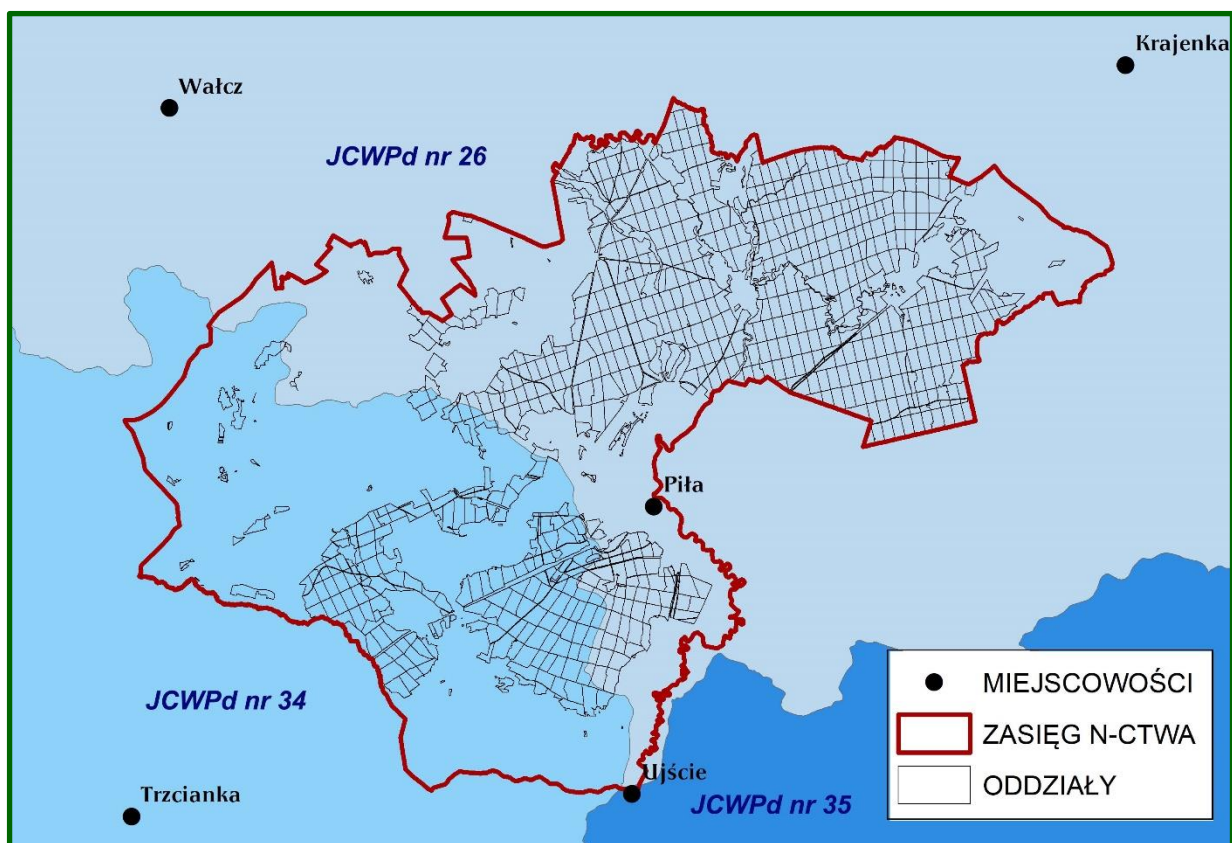 Krajenka
Wałcz
JCWPd nr 26
Piła
JCWPd nr 34
Ujście
Trzcianka
JCWPd nr 35
MIEJSCOWOŚCI
ZASIĘG N-CTWA
ODDZIAŁY